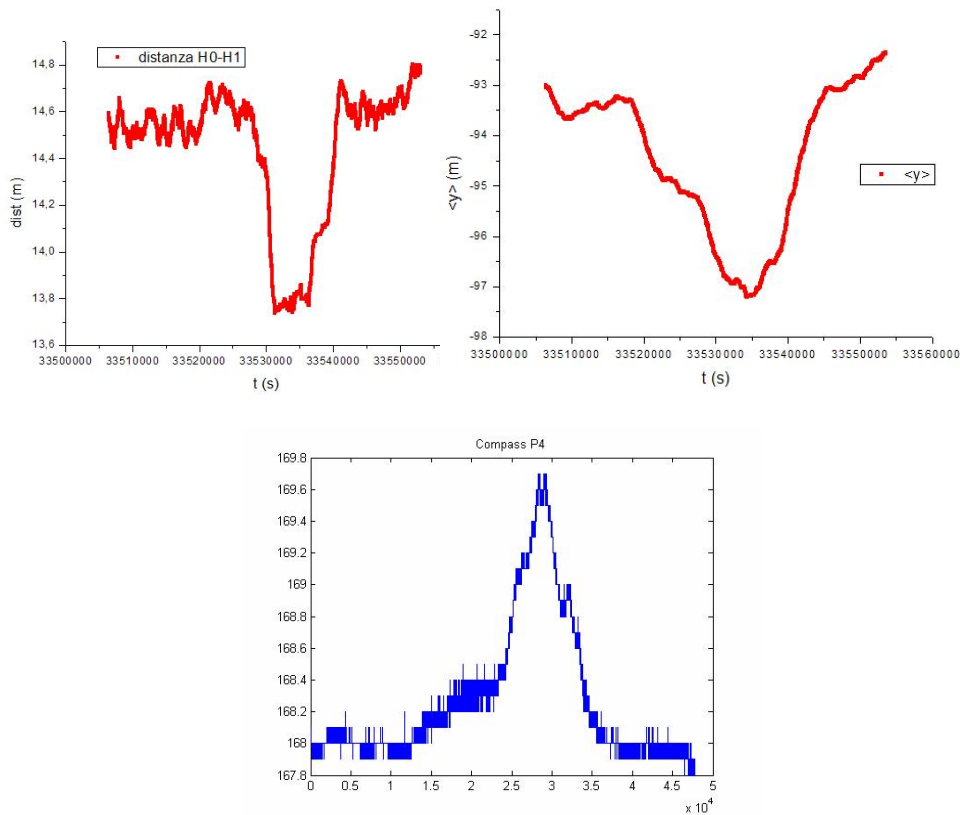 distanza H0-H1
dist (m)
14,8
14,6
14,4
14,2
14,0
13,8
13,6
33500000 33510000 33520000 33530000 33540000 33550000
t (s)
<y> (m)
-92
-93
-94
-95
-96
-97
-98
<y>
33500000 33510000 33520000 33530000 33540000 33550000 33560000
t (s)
Compass P4
169.8
169.6
169.4
169.2
169
168.8
168.6
168.4
168.2
168
167.8
0 0.5 1 1.5 2 2.5 3 3.5 4 4.5 5
x 10^4